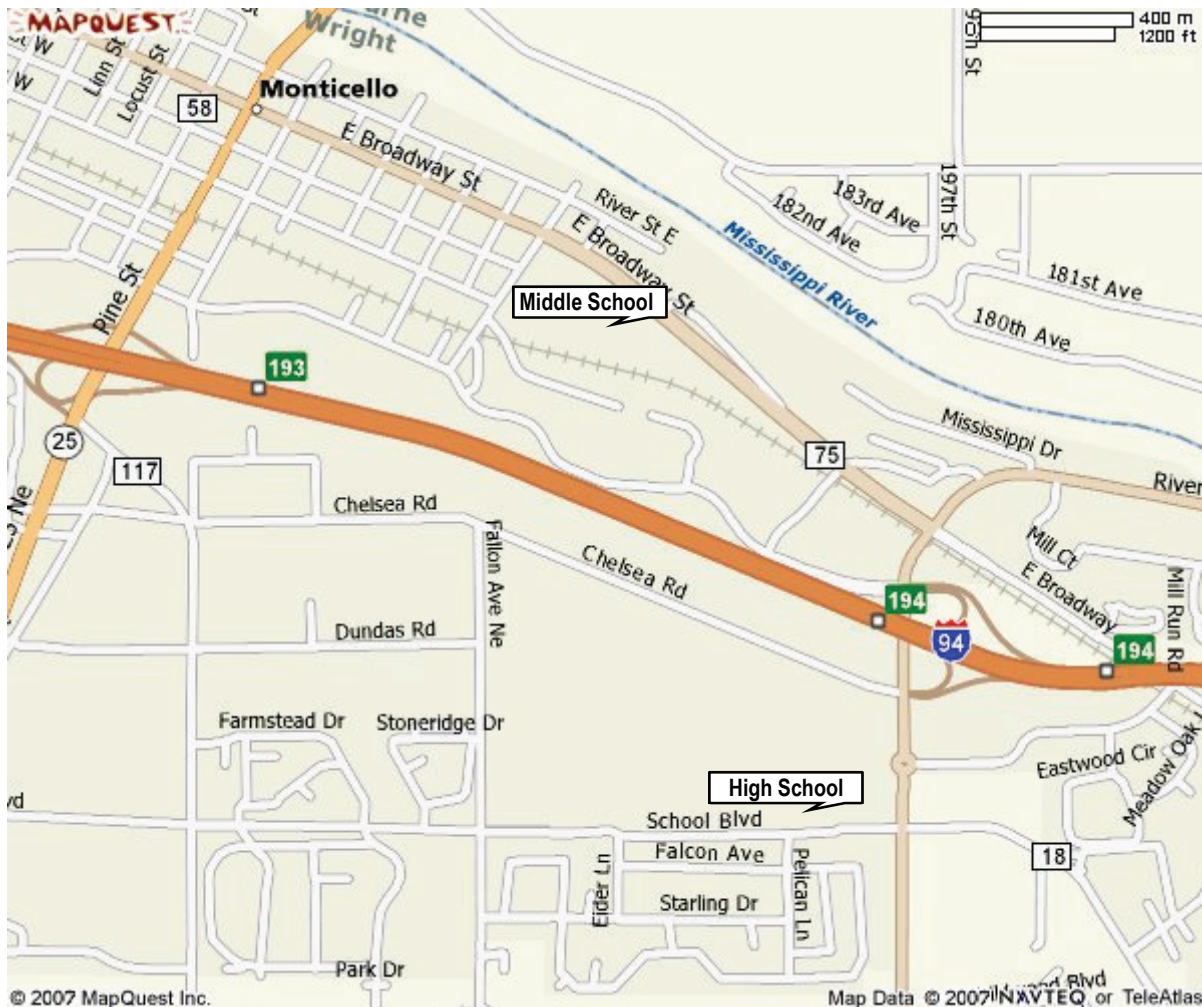 MAPQUEST
Wright
400 m
1200 ft
Linn St
Locust St
58
Monticello
E Broadway St
River St E
E Broadway St
183rd Ave
182nd Ave
197th St
Mississippi River
181st Ave
180th Ave
Pine St
Middle School
193
25
117
75
Mississippi Dr
River
Chelsea Rd
Fallon Ave Ne
Chelsea Rd
Mill Ct
E Broadway
Mill Run Rd
194
94
194
Dundas Rd
Farmstead Dr
Stoneridge Dr
Eastwood Cir
Meadow Oak
High School
School Blvd
18
Falcon Ave
Eider Ln
Pelican Ln
Starling Dr
Park Dr
© 2007 MapQuest Inc.
Map Data © 2007 NAVTEQ or TeleAtlas